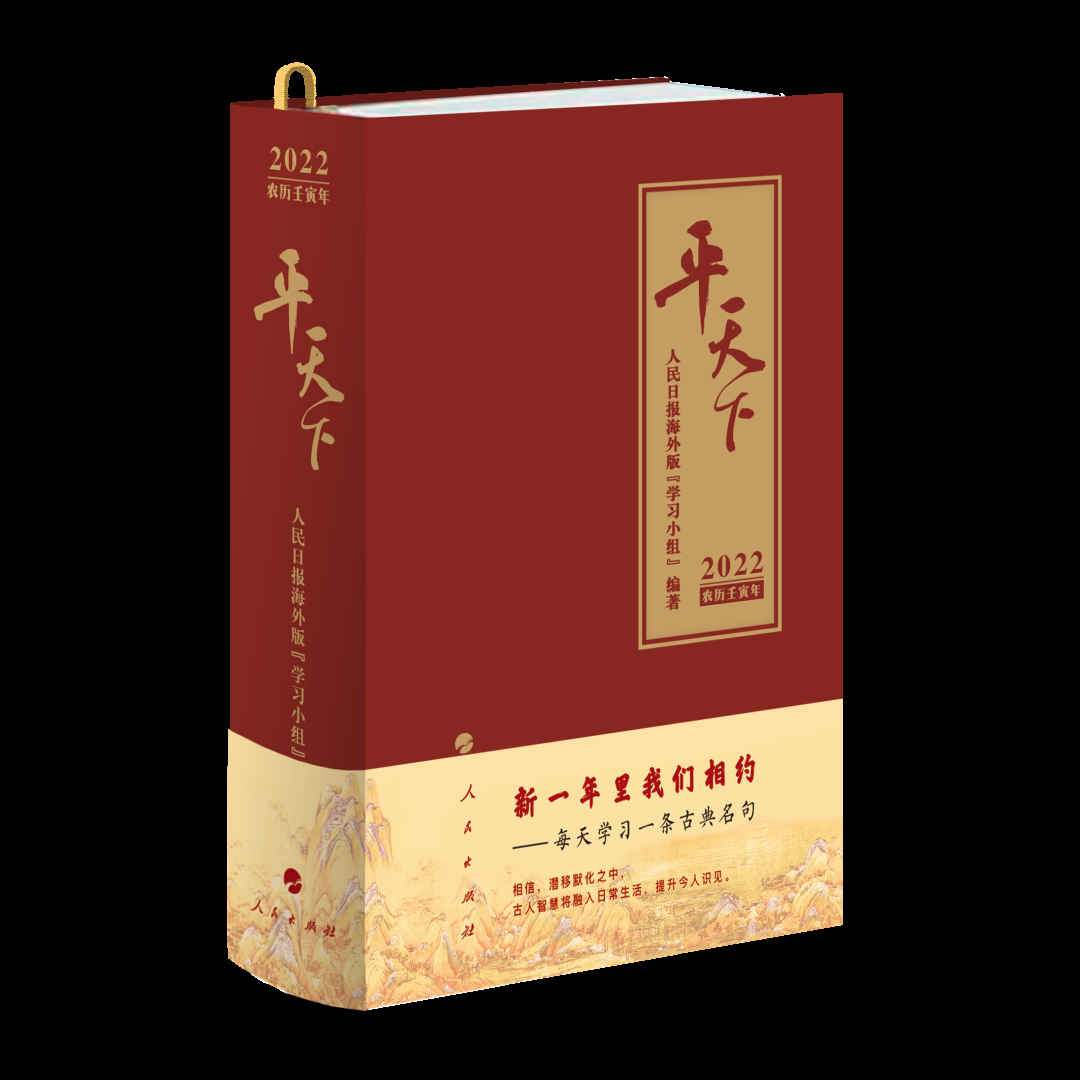 2022
农历壬寅年
平天下
人民日报海外版『学习小组』
人民出版社
平天下
人民日报海外版『学习小组』 编著
2022
农历壬寅年
人民出版社
新一年里我们相约
——每天学习一条古典名句
相信，潜移默化之中，
古人智慧将融入日常生活，提升今人识见。